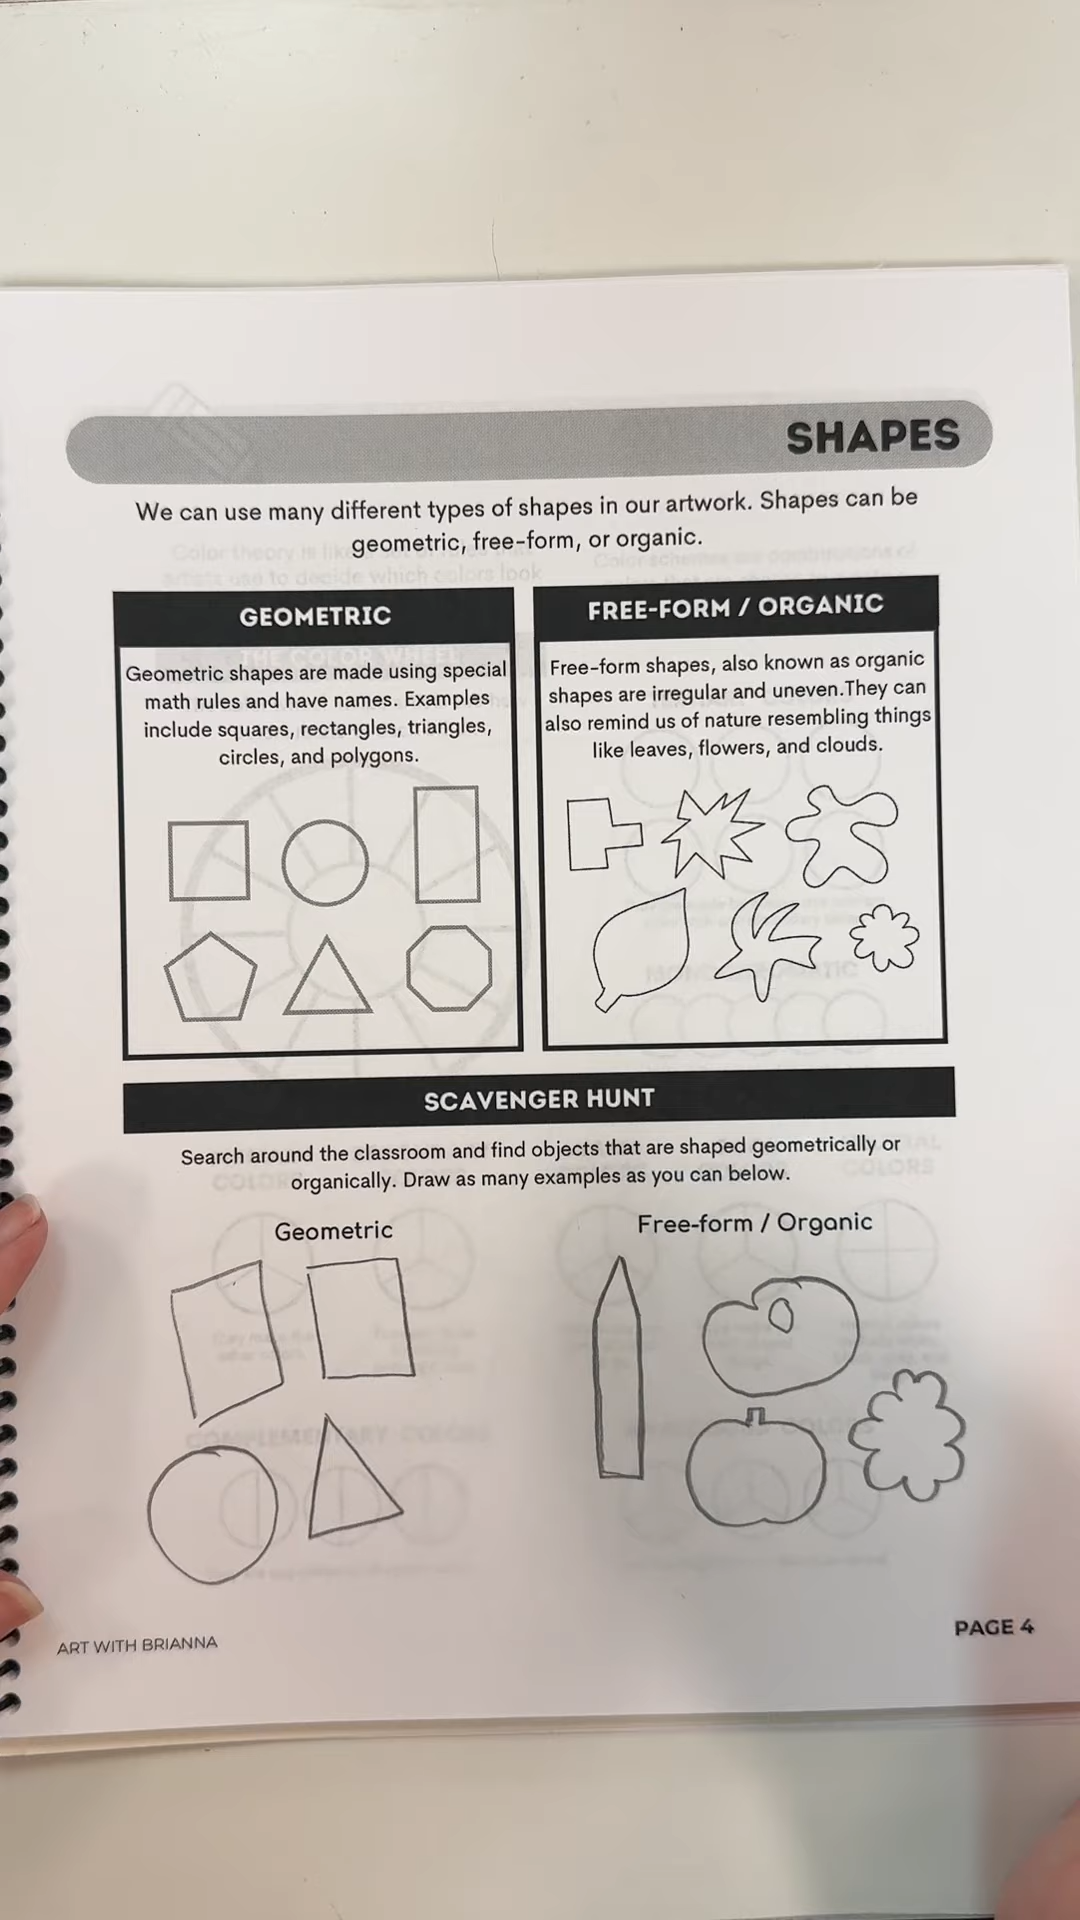 SHAPES
We can use many different types of shapes in our artwork. Shapes can be
geometric, free-form, or organic.
GEOMETRIC
Geometric shapes are made using special
math rules and have names. Examples
include squares, rectangles, triangles,
circles, and polygons.
FREE-FORM / ORGANIC
Free-form shapes, also known as organic
shapes are irregular and uneven.They can
also remind us of nature resembling things
like leaves, flowers, and clouds.
SCAVENGER HUNT
Search around the classroom and find objects that are shaped geometrically or
organically. Draw as many examples as you can below.
Geometric
Free-form / Organic
ART WITH BRIANNA
PAGE 4